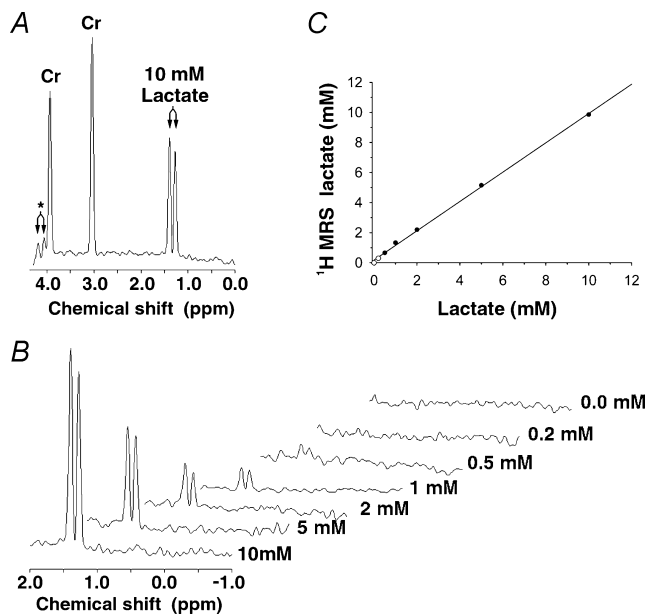 A
Cr
Cr
10 mM
Lactate
*
4.0 3.0 2.0 1.0 0.0
Chemical shift (ppm)
C
12
10
8
6
4
2
0
¹H MRS lactate (mM)
0 2 4 6 8 10 12
Lactate (mM)
B
0.0 mM
0.2 mM
0.5 mM
1 mM
2 mM
5 mM
10mM
2.0 1.0 0.0 -1.0
Chemical shift (ppm)